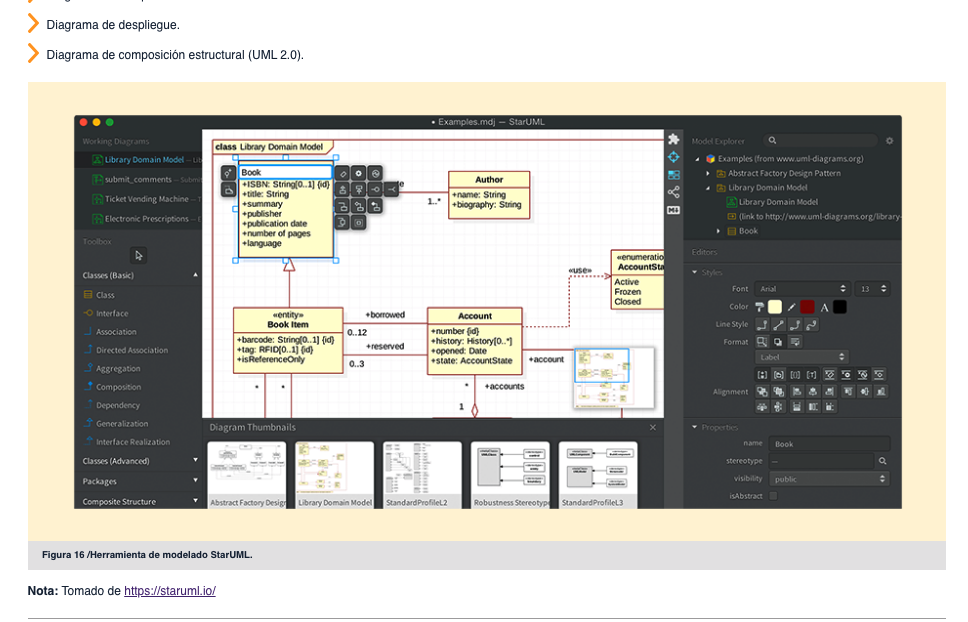 Diagrama de despliegue.
Diagrama de composición estructural (UML 2.0).
• Examples.mdj — StarUML
Working Diagrams
Library Domain Model
submit_comments
Ticket Vending Machine
Electronic Prescriptions
Toolbox
Classes (Basic)
Class
Interface
Association
Directed Association
Aggregation
Composition
Dependency
Generalization
Interface Realization
Classes (Advanced)
Packages
Composite Structure
class Library Domain Model
Book
+ISBN: String[0..1] {id}
+title: String
+summary
+publisher
+publication date
+number of pages
+language
1..*
Author
+name: String
+biography: String
«use»
Active
Frozen
Closed
«entity»
Book Item
+barcode: String[0..1] {id}
+tag: RFID[0..1] {id}
+isReferenceOnly
+borrowed
0..12
+reserved
0..3
Account
+number {id}
+history: History[0..*]
+opened: Date
+state: AccountState
+account
* *
* +accounts
1
Diagram Thumbnails
Abstract Factory Design
Library Domain Model
StandardProfileL2
Robustness Stereotype
StandardProfileL3
Model Explorer
Examples (from www.uml-diagrams.org)
Abstract Factory Design Pattern
Library Domain Model
Library Domain Model
(link to http://www.uml-diagrams.org/library-
Book
Editors
Styles
Font Arial 13
Color A
Line Style
Format
Label
Alignment
Properties
name Book
stereotype —
visibility public
isAbstract
Figura 16 /Herramienta de modelado StarUML.
Nota: Tomado de https://staruml.io/